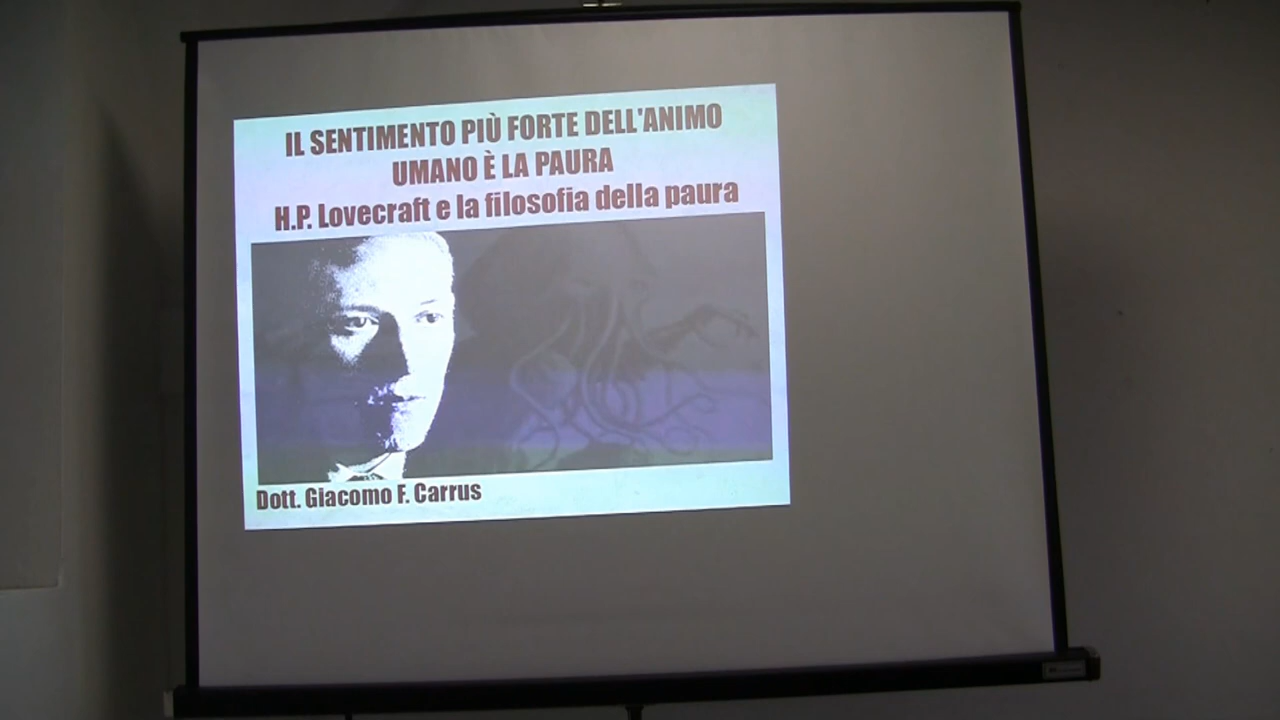 IL SENTIMENTO PIÙ FORTE DELL'ANIMO
UMANO È LA PAURA
H.P. Lovecraft e la filosofia della paura
Dott. Giacomo F. Carrus